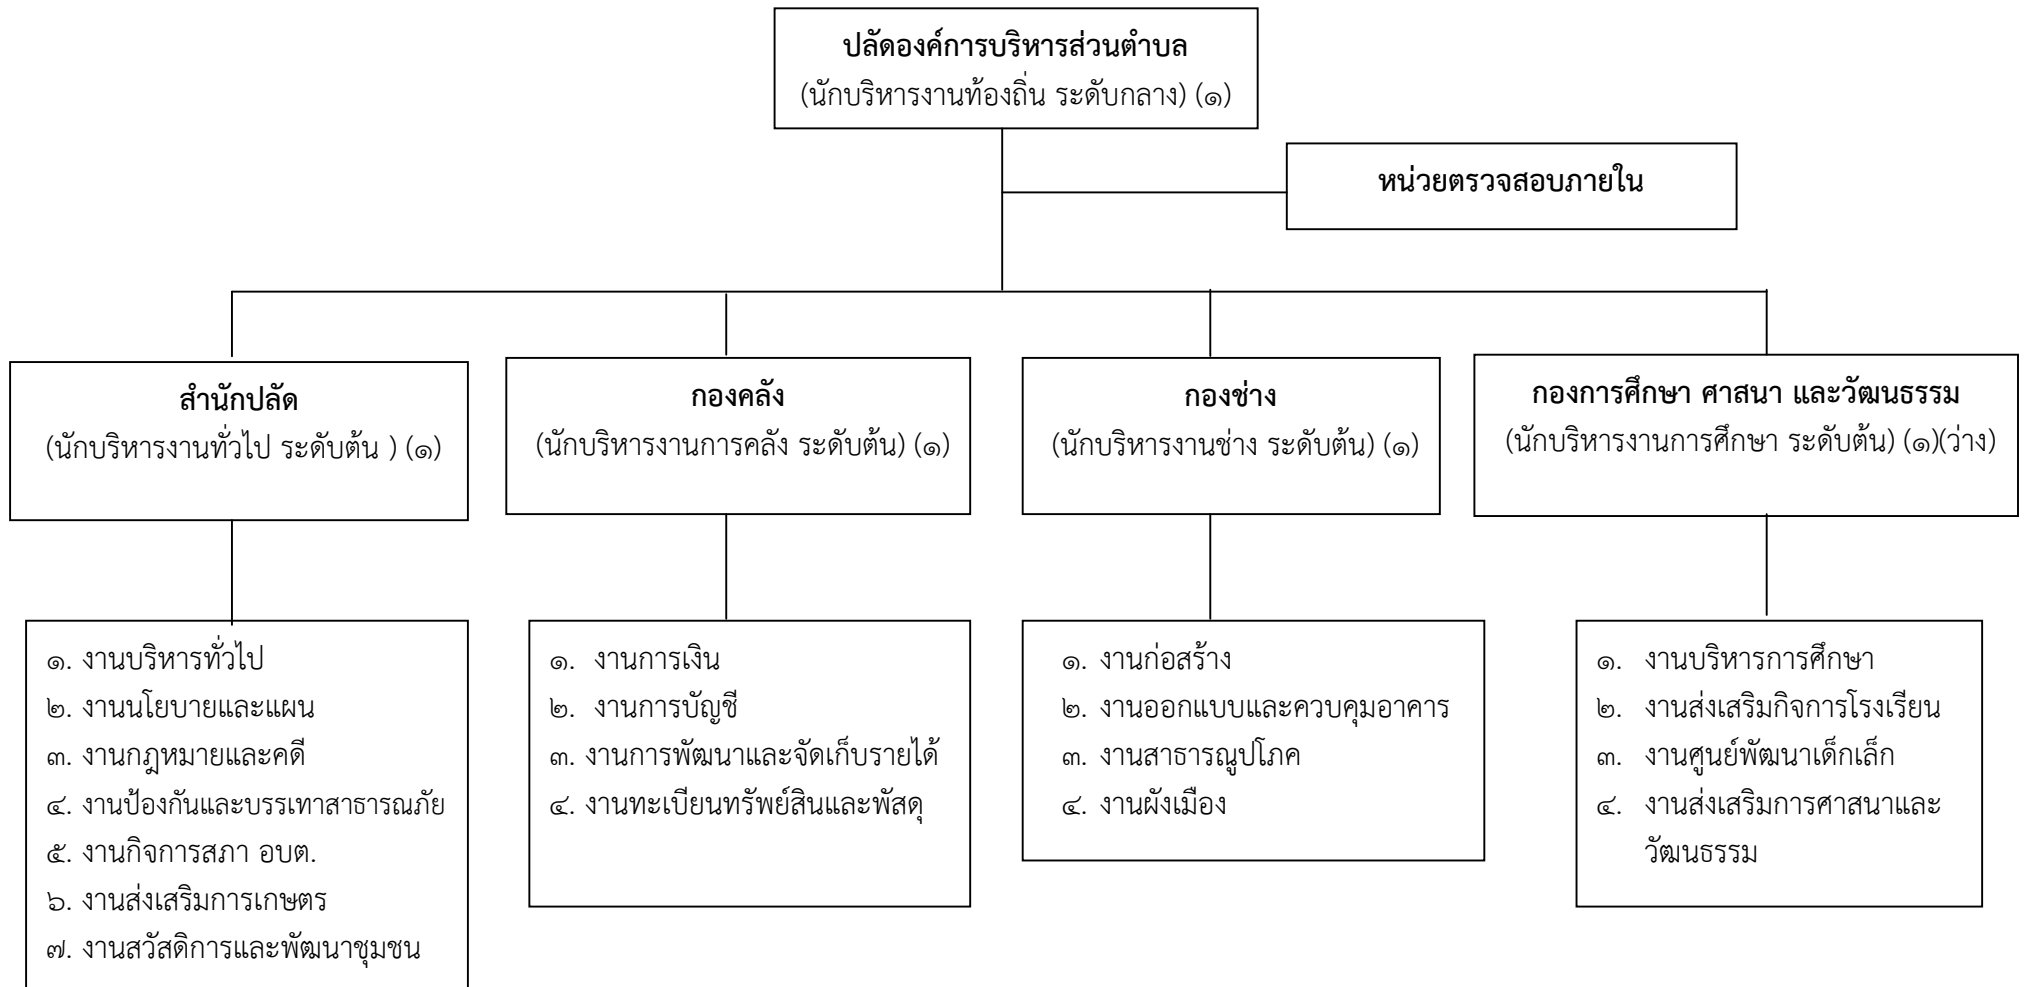 ปลัดองค์การบริหารส่วนตำบล
(นักบริหารงานท้องถิ่น ระดับกลาง) (๑)
หน่วยตรวจสอบภายใน
สำนักปลัด
(นักบริหารงานทั่วไป ระดับต้น ) (๑)
กองคลัง
(นักบริหารงานการคลัง ระดับต้น) (๑)
กองช่าง
(นักบริหารงานช่าง ระดับต้น) (๑)
กองการศึกษา ศาสนา และวัฒนธรรม
(นักบริหารงานการศึกษา ระดับต้น) (๑)(ว่าง)
๑. งานบริหารทั่วไป
๒. งานนโยบายและแผน
๓. งานกฎหมายและคดี
๔. งานป้องกันและบรรเทาสาธารณภัย
๕. งานกิจการสภา อบต.
๖. งานส่งเสริมการเกษตร
๗. งานสวัสดิการและพัฒนาชุมชน
๑. งานการเงิน
๒. งานการบัญชี
๓. งานการพัฒนาและจัดเก็บรายได้
๔. งานทะเบียนทรัพย์สินและพัสดุ
๑. งานก่อสร้าง
๒. งานออกแบบและควบคุมอาคาร
๓. งานสาธารณูปโภค
๔. งานผังเมือง
๑. งานบริหารการศึกษา
๒. งานส่งเสริมกิจการโรงเรียน
๓. งานศูนย์พัฒนาเด็กเล็ก
๔. งานส่งเสริมการศาสนาและ
วัฒนธรรม